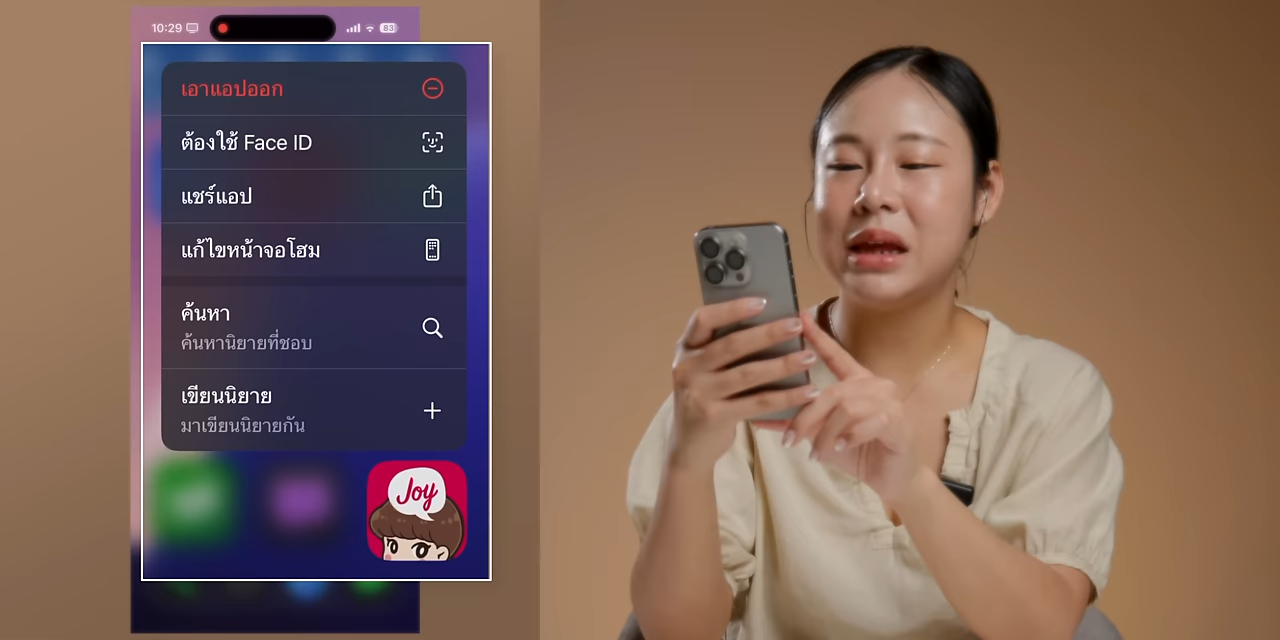 10:29
83
เอาแอปออก
ต้องใช้ Face ID
แชร์แอป
แก้ไขหน้าจอโฮม
ค้นหา
ค้นหานิยายที่ชอบ
เขียนนิยาย
มาเขียนนิยายกัน
Joy